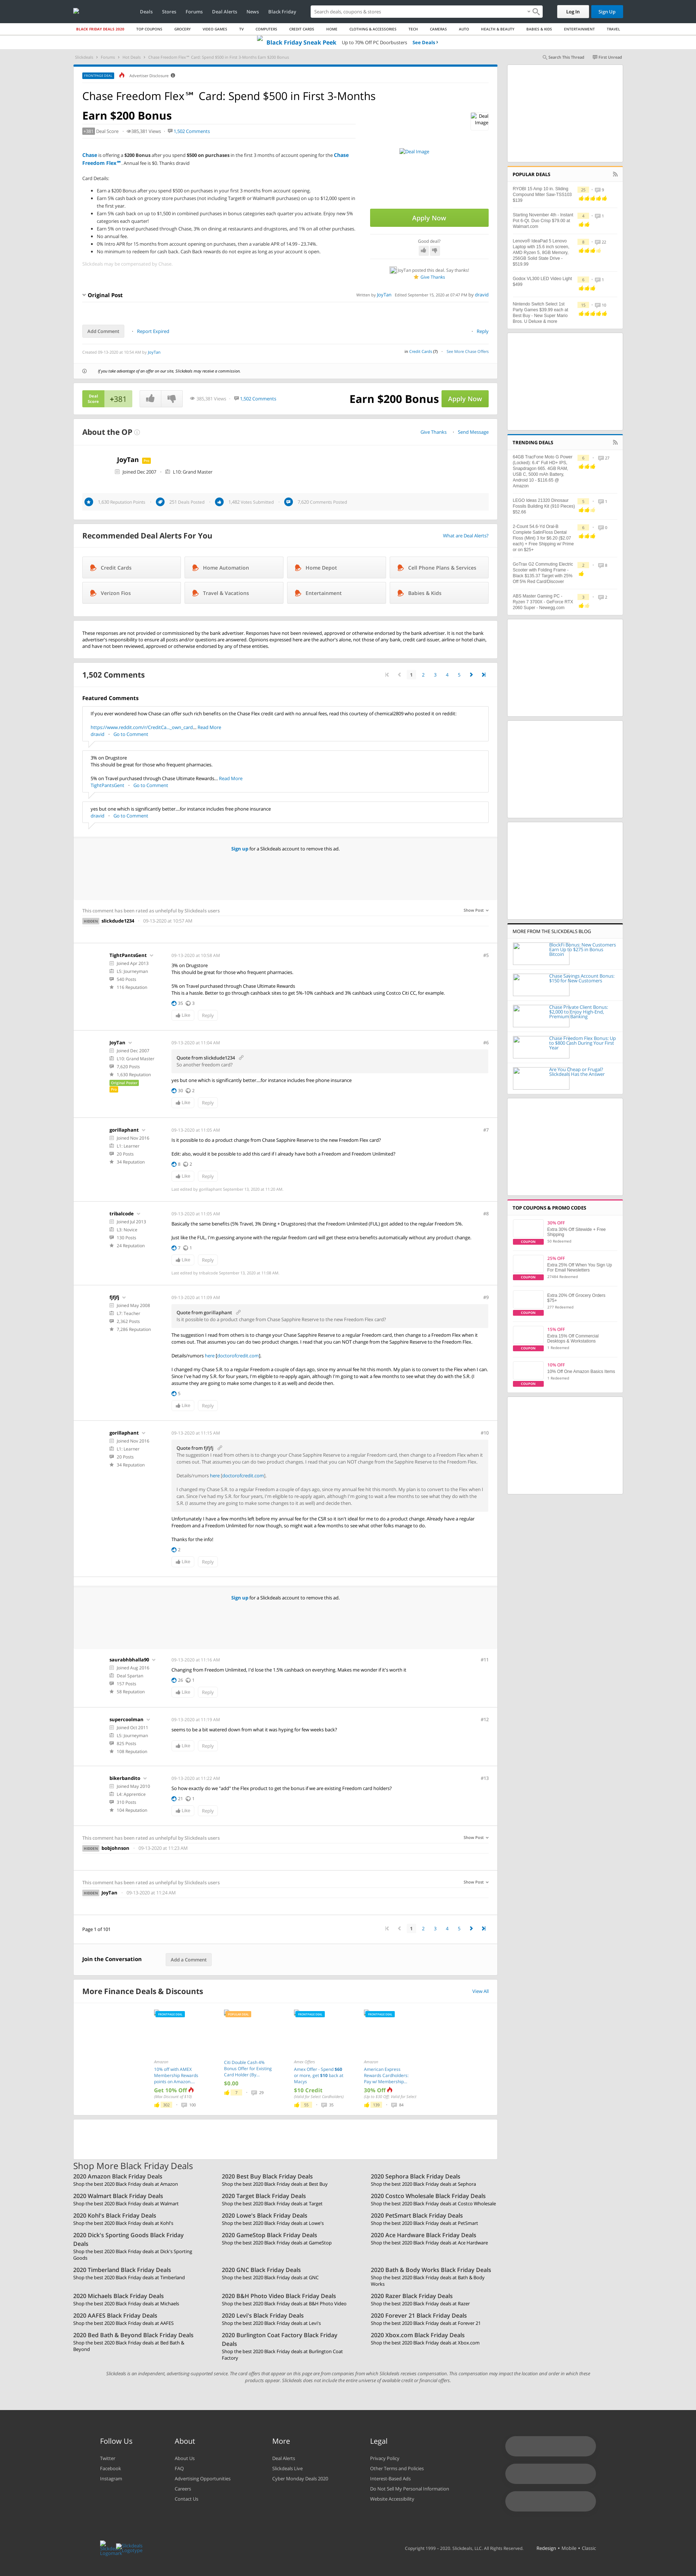 Deals Stores Forums Deal Alerts News Black Friday
Search deals, coupons & stores
Log In Sign Up
BLACK FRIDAY DEALS 2020 TOP COUPONS GROCERY VIDEO GAMES TV COMPUTERS CREDIT CARDS HOME CLOTHING & ACCESSORIES TECH CAMERAS AUTO HEALTH & BEAUTY BABIES & KIDS ENTERTAINMENT TRAVEL
Black Friday Sneak Peek Up to 70% Off PC Doorbusters See Deals ›
Search This Thread First Unread
Advertiser Disclosure
Chase Freedom Flex℠ Card: Spend $500 in First 3-Months
Earn $200 Bonus
+381 Deal Score 385,381 Views 1,502 Comments
Deal Image
Chase is offering a $200 Bonus after you spend $500 on purchases in the first 3 months of account opening for the Chase
Freedom Flex℠. Annual fee is $0. Thanks dravid
Card Details:
Earn a $200 Bonus after you spend $500 on purchases in your first 3 months from account opening.
Earn 5% cash back on grocery store purchases (not including Target® or Walmart® purchases) on up to $12,000 spent in
the first year.
Earn 5% cash back on up to $1,500 in combined purchases in bonus categories each quarter you activate. Enjoy new 5%
categories each quarter!
Earn 5% on travel purchased through Chase, 3% on dining at restaurants and drugstores, and 1% on all other purchases.
No annual fee.
0% Intro APR for 15 months from account opening on purchases, then a variable APR of 14.99 - 23.74%.
No minimum to redeem for cash back. Cash Back rewards do not expire as long as your account is open.
Slickdeals may be compensated by Chase.
Apply Now
Good deal?
JoyTan joined this deal. Say thanks!
Give Thanks
Original Post
Written by JoyTan Edited September 15, 2020 at 07:47 PM by dravid
Add Comment Report Expired Reply
Created 09-13-2020 at 10:54 AM by JoyTan
in Credit Cards (7) See More Chase Offers
If you take advantage of an offer on our site, Slickdeals may receive a commission
Deal Score +381 385,381 Views 1,502 Comments Earn $200 Bonus Apply Now
About the OP
Give Thanks Send Message
JoyTan
Joined Dec 2007 L10: Grand Master
1,630 Reputation Points 251 Deals Posted 1,492 Votes Submitted 7,620 Comments Posted
Recommended Deal Alerts For You
What are Deal Alerts?
Credit Cards Home Automation Home Depot Cell Phone Plans & Services
Verizon Fios Travel & Vacations Entertainment Babies & Kids
These responses are not provided or commissioned by the bank advertiser. Responses have not been reviewed, approved or otherwise endorsed by the bank advertiser. It is not the bank
advertiser's responsibility to ensure all posts and/or questions are answered. Opinions expressed here are author's alone, not those of any bank, credit card issuer, airline or hotel chain,
and have not been reviewed, approved or otherwise endorsed by any of these entities.
1,502 Comments
1 2 3 4 5
Featured Comments
If you ever wondered how Chase can offer such rich benefits on the Chase Flex credit card with no annual fees, read this courtesy of chemical2809 who posted it on reddit:
https://www.reddit.com/r/CreditCa..._own_card... Read More
dravid Go to Comment
3% on Drugstore
This should be great for those who frequent pharmacies.
5% on Travel purchased through Chase Ultimate Rewards... Read More
TightPantsGent Go to Comment
yes but one which is significantly better....for instance includes free phone insurance
dravid Go to Comment
Sign up for a Slickdeals account to remove this ad.
This comment has been rated as unhelpful by Slickdeals users
Show Post
HIDDEN slickdude1234 09-13-2020 at 10:57 AM
TightPantsGent
Joined Apr 2013
L5: Journeyman
540 Posts
118 Reputation
09-13-2020 at 10:58 AM #5
3% on Drugstore
This should be great for those who frequent pharmacies.
5% on Travel purchased through Chase Ultimate Rewards
This is a hassle. Better to go through cashback sites to get 5%-10% cashback and 3% cashback using Costco Citi CC, for example.
35 3
Like Reply
JoyTan
Joined Dec 2007
L10: Grand Master
7,620 Posts
1,630 Reputation
Original Poster
Pro
09-13-2020 at 11:04 AM #6
Quote from slickdude1234
So another freedom card?
yes but one which is significantly better....for instance includes free phone insurance
30 2
Like Reply
gorillaphant
Joined Nov 2016
L1: Learner
20 Posts
34 Reputation
09-13-2020 at 11:05 AM #7
Is it possible to do a product change from Chase Sapphire Reserve to the new Freedom Flex card?
Edit: also, would it be possible to add this card if I already have both a Freedom and Freedom Unlimited?
8 2
Like Reply
Last edited by gorillaphant September 13, 2020 at 11:20 AM
tribalcode
Joined Jul 2013
L3: Novice
130 Posts
24 Reputation
09-13-2020 at 11:05 AM #8
Basically the same benefits (5% Travel, 3% Dining + Drugstores) that the Freedom Unlimited (FUL) got added to the regular Freedom 5%.
Just like the FUL, I'm guessing anyone with the regular freedom card will get these extra benefits automatically without any product change.
7 1
Like Reply
Last edited by tribalcode September 13, 2020 at 11:08 AM
fjfjfj
Joined May 2008
L7: Teacher
2,362 Posts
7,286 Reputation
09-13-2020 at 11:09 AM #9
Quote from gorillaphant
Is it possible to do a product change from Chase Sapphire Reserve to the new Freedom Flex card?
The suggestion I read from others is to change your Chase Sapphire Reserve to a regular Freedom card, then change to a Freedom Flex when it
comes out. That way you can do two product changes. I read that you can NOT change from CSR to Freedom Flex, but you can do others.
Details/rumors here [doctorofcredit.com].
I changed my Chase S.R. to a regular Freedom a couple of days ago, since my annual fee hit this month. My plan is to convert to the Flex when I can.
Since it has not been 4 years for my S.R. card bonus, I'm eligible to re-apply again, although I'm going to wait a few months to see what they do with the S.R. (I
assume they are going to make some changes to it as well) and decide then.
5
Like Reply
gorillaphant
Joined Nov 2016
L1: Learner
20 Posts
34 Reputation
09-13-2020 at 11:15 AM #10
Quote from fjfjfj
The suggestion I read from others is to change your Chase Sapphire Reserve to a regular Freedom card, then change to a Freedom Flex when it comes
out. That way you can do two product changes. I read that you can NOT change from CSR to Freedom Flex, but you can do others.
Details/rumors here [doctorofcredit.com].
I changed my Chase S.R. to a regular Freedom a couple of days ago, since my annual fee hit this month. My plan is to convert to the Flex when I can. Since
it has not been 4 years for my S.R. card bonus, I'm eligible to re-apply again, although I'm going to wait a few months to see what they do with the
S.R. (I assume they are going to make some changes to it as well) and decide then.
Unfortunately I have a few months left before my annual fee for the CSR so it isn't ideal for me to do a product change. Already have a regular
Freedom and a Freedom Unlimited for now though, so might wait a few months to see what other folks manage to do.
Thanks for the info!
2
Like Reply
Sign up for a Slickdeals account to remove this ad.
saurabhbhalla90
Joined Aug 2016
Deal Spartan
157 Posts
58 Reputation
09-13-2020 at 11:16 AM #11
Changing from Freedom Unlimited, I'd lose the 1.5% cashback on everything. Makes me wonder if it's worth it
26 1
Like Reply
supercoolman
Joined Oct 2011
L5: Journeyman
825 Posts
108 Reputation
09-13-2020 at 11:19 AM #12
seems to be a bit watered down from what it was hyping for few weeks back?
Like Reply
bikerbandito
Joined May 2010
L4: Apprentice
310 Posts
104 Reputation
09-13-2020 at 11:22 AM #13
So how exactly do we "add" the Flex product to get the bonus if we are existing Freedom card holders?
21 1
Like Reply
This comment has been rated as unhelpful by Slickdeals users
Show Post
HIDDEN bobjohnson 09-13-2020 at 11:23 AM
This comment has been rated as unhelpful by Slickdeals users
Show Post
HIDDEN JoyTan 09-13-2020 at 11:24 AM
Page 1 of 101
1 2 3 4 5
Join the Conversation Add a Comment
More Finance Deals & Discounts
View All
10% off with AMEX
Membership Rewards
points on Amazon...
Get 10% Off
Citi Double Cash 4%
Bonus Offer for Existing
Card Holder (By...
$0.00
Amex Offer - Spend $60
or more, get $10 back at
Macys
$10 Credit
American Express
Rewards Cardholders:
Pay w/ Membership...
30% Off
POPULAR DEALS
RYOBI 15 Amp 10 in. Sliding
Compound Miter Saw-TSS103
$139
Starting November 4th - Instant
Pot 6 Qt. Duo Crisp $79.00 at
Walmart.com
Lenovo® IdeaPad 5 Lenovo
Laptop with 15.6 inch screen,
AMD Ryzen 5, 8GB Memory,
256GB Solid State Drive -
$519.99
Godox VL300 LED Video Light
$489
Nintendo Switch Select 1st
Party Games $39.99 each at
Best Buy - New Super Mario
Bros. U Deluxe & more
TRENDING DEALS
64GB TracFone Moto G Power
(Locked): 6.4" Full HD+ IPS,
Snapdragon 665, 4GB RAM,
USB C, 5000 mAh Battery,
Android 10 - $119.95 @
Amazon
LEGO Ideas 21320 Dinosaur
Fossils Building Kit (910 Pieces)
$52.66
2-Count 54.6-Yd Oral-B
Complete SatinFloss Dental
Floss (Mint) 3 for $6.20 ($2.07
each) + Free Shipping w/ Prime
or on $25+
GoTrax G2 Commuting Electric
Scooter with Folding Frame -
Black $135.37 Target with 25%
Off 5% Red Card/Discover
ABS Master Gaming PC -
Ryzen 7 3700X - GeForce RTX
2060 Super - Newegg.com
MORE FROM THE SLICKDEALS BLOG
BlockFi Bonus: New Customers
Earn Up to $275 in Bonus
Bitcoin
Chase Savings Account Bonus:
$150 for New Customers
Chase Private Client Bonus:
$2,000 to Enjoy High-End,
Premium Banking
Chase Freedom Flex Bonus: Up
to $800 Cash During Your First
Year
Are You Cheap or Frugal?
Slickdeals Has the Answer
TOP COUPONS & PROMO CODES
30% OFF
Extra 30% Off Sitewide + Free
Shipping
COUPON
25% OFF
Extra 25% Off When You Sign Up
For Email Newsletters
COUPON
Extra 20% Off Grocery Orders
$75+
COUPON
15% OFF
Extra 15% Off Commercial
Desktops & Workstations
1 Redeemed
COUPON
10% OFF
10% Off One Amazon Basics Items
1 Redeemed
COUPON
Shop More Black Friday Deals
2020 Amazon Black Friday Deals
Shop the best 2020 Black Friday deals at Amazon
2020 Best Buy Black Friday Deals
Shop the best 2020 Black Friday deals at Best Buy
2020 Sephora Black Friday Deals
Shop the best 2020 Black Friday deals at Sephora
2020 Walmart Black Friday Deals
Shop the best 2020 Black Friday deals at Walmart
2020 Target Black Friday Deals
Shop the best 2020 Black Friday deals at Target
2020 Costco Wholesale Black Friday Deals
Shop the best 2020 Black Friday deals at Costco Wholesale
2020 Kohl's Black Friday Deals
Shop the best 2020 Black Friday deals at Kohl's
2020 Lowe's Black Friday Deals
Shop the best 2020 Black Friday deals at Lowe's
2020 PetSmart Black Friday Deals
Shop the best 2020 Black Friday deals at PetSmart
2020 Dick's Sporting Goods Black Friday
Deals
Shop the best 2020 Black Friday deals at Dick's Sporting
Goods
2020 GameStop Black Friday Deals
Shop the best 2020 Black Friday deals at GameStop
2020 Ace Hardware Black Friday Deals
Shop the best 2020 Black Friday deals at Ace Hardware
2020 Timberland Black Friday Deals
Shop the best 2020 Black Friday deals at Timberland
2020 GNC Black Friday Deals
Shop the best 2020 Black Friday deals at GNC
2020 Bath & Body Works Black Friday Deals
Shop the best 2020 Black Friday deals at Bath & Body
Works
2020 Michaels Black Friday Deals
Shop the best 2020 Black Friday deals at Michaels
2020 B&H Photo Video Black Friday Deals
Shop the best 2020 Black Friday deals at B&H Photo Video
2020 Razer Black Friday Deals
Shop the best 2020 Black Friday deals at Razer
2020 AAFES Black Friday Deals
Shop the best 2020 Black Friday deals at AAFES
2020 Levi's Black Friday Deals
Shop the best 2020 Black Friday deals at Levi's
2020 Forever 21 Black Friday Deals
Shop the best 2020 Black Friday deals at Forever 21
2020 Bed Bath & Beyond Black Friday Deals
Shop the best 2020 Black Friday deals at Bed Bath &
Beyond
2020 Burlington Coat Factory Black Friday
Deals
Shop the best 2020 Black Friday deals at Burlington Coat
Factory
2020 Xbox.com Black Friday Deals
Shop the best 2020 Black Friday deals at Xbox.com
Slickdeals is an independent, advertising-supported service. The card offers that appear on this page are from companies from which Slickdeals receives compensation. This compensation may impact the location and order in which these
products appear. Slickdeals does not include the entire universe of available credit or financial offers.
Follow Us
Twitter
Facebook
Instagram
About
About Us
FAQ
Advertising Opportunities
Careers
Contact Us
More
Deal Alerts
Slickdeals Live
Cyber Monday Deals 2020
Legal
Privacy Policy
Other Terms and Policies
Interest-Based Ads
Do Not Sell My Personal Information
Website Accessibility
Copyright 1999 - 2020. Slickdeals, LLC. All Rights Reserved. Redesign • Mobile • Classic